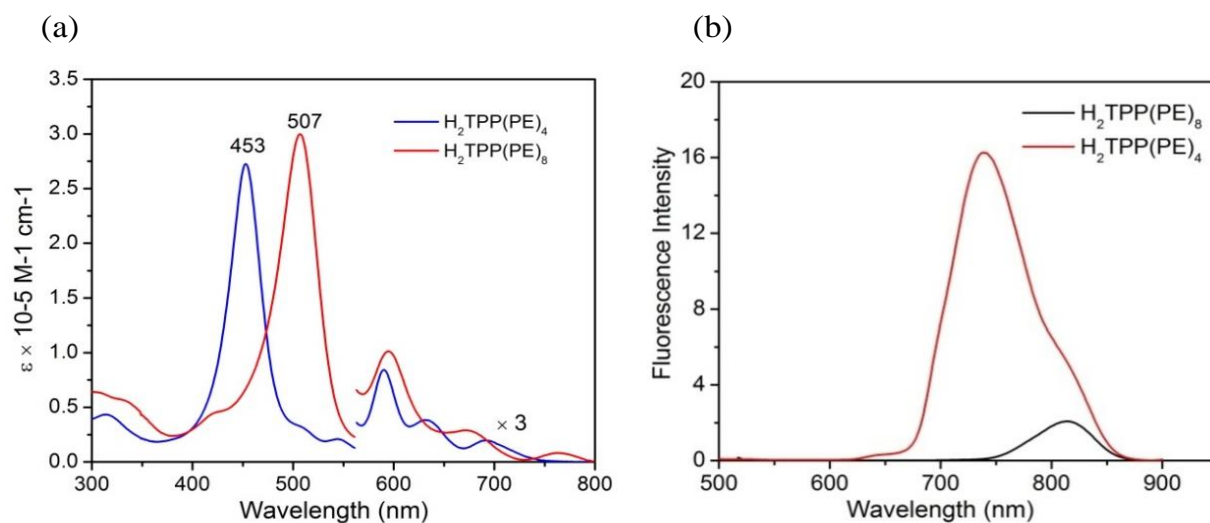 (a)
(b)
3.5
3.0
2.5
2.0
1.5
1.0
0.5
0.0
ε × 10-5 M-1 cm-1
453
507
H₂TPP(PE)₄
H₂TPP(PE)₈
× 3
300 400 500 600 700 800
Wavelength (nm)
20
16
12
8
4
0
Fluorescence Intensity
H₂TPP(PE)₈
H₂TPP(PE)₄
500 600 700 800 900
Wavelength (nm)